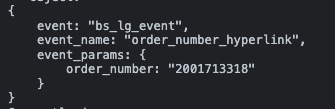 {
event: "bs_lg_event",
event_name: "order_number_hyperlink",
event_params: {
order_number: "2001713318"
}
}